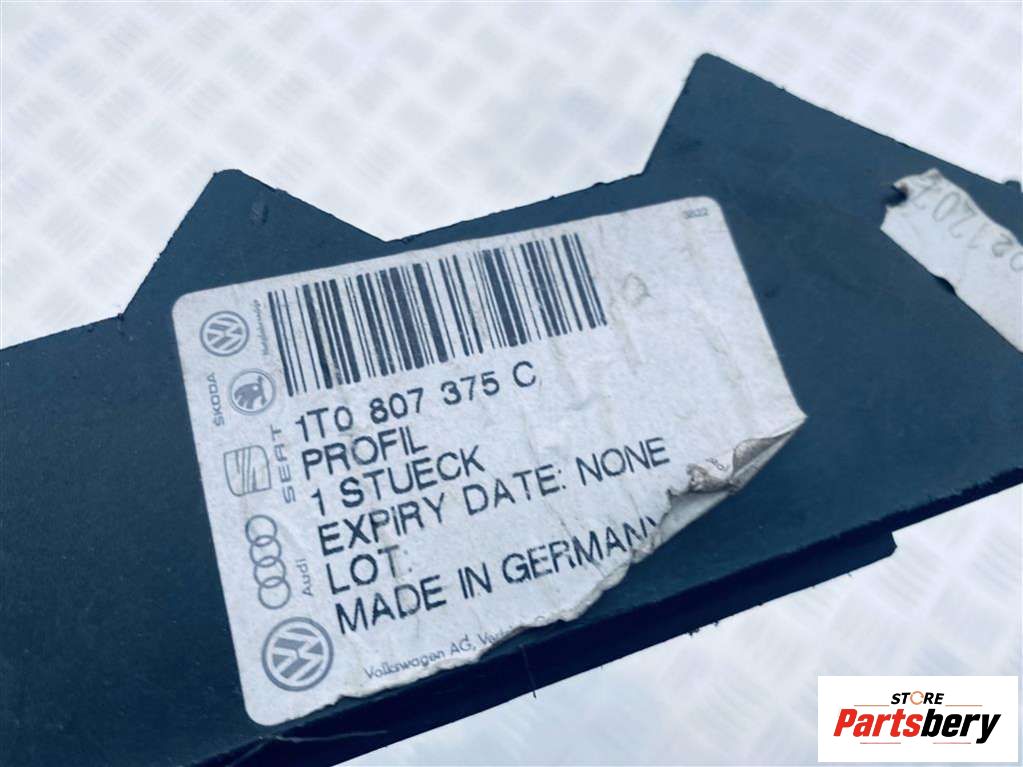 3822
1T0 807 375 C
PROFIL
1 STUECK
EXPIRY DATE: NONE
LOT:
MADE IN GERMANY
Volkswagen AG,
ŠKODA
SEAT
Audi
STORE
Partsbery